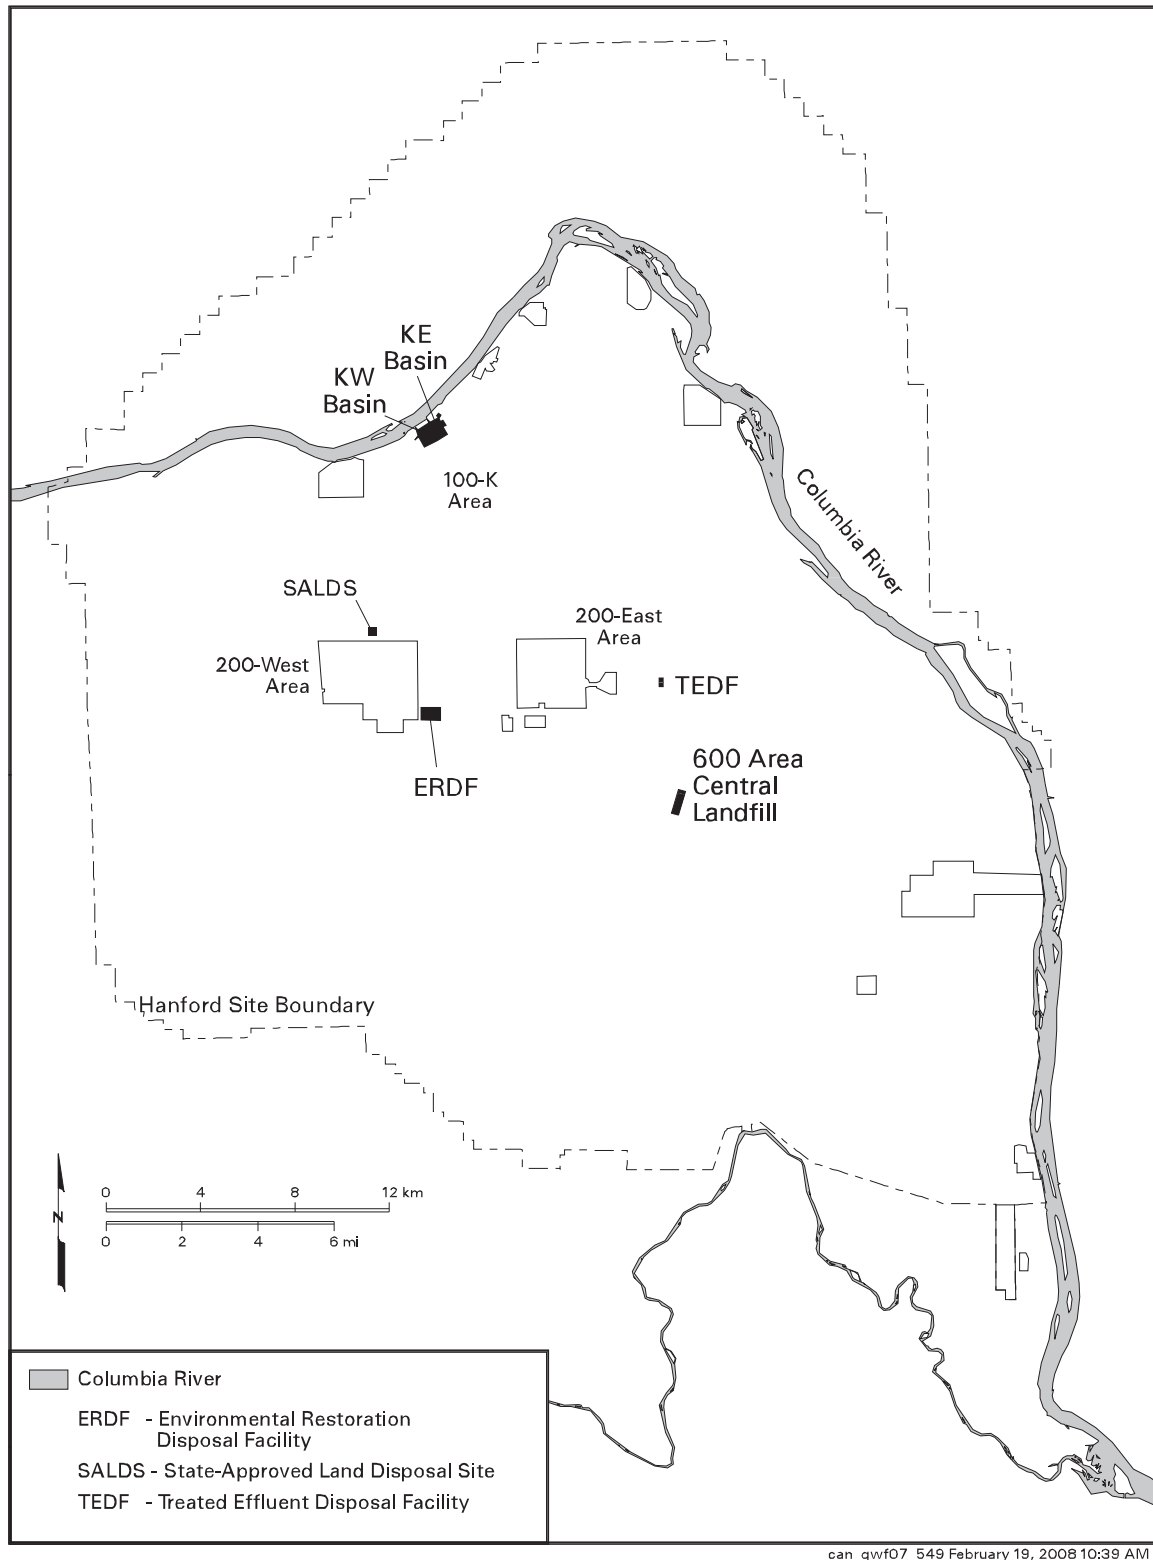 KE
Basin
KW
Basin
100-K
Area
Columbia River
SALDS
200-East
Area
200-West
Area
TEDF
ERDF
600 Area
Central
Landfill
Hanford Site Boundary
0 4 8 12 km
N
0 2 4 6 mi
Columbia River
ERDF - Environmental Restoration
Disposal Facility
SALDS - State-Approved Land Disposal Site
TEDF - Treated Effluent Disposal Facility
can_gwf07_549 February 19, 2008 10:39 AM